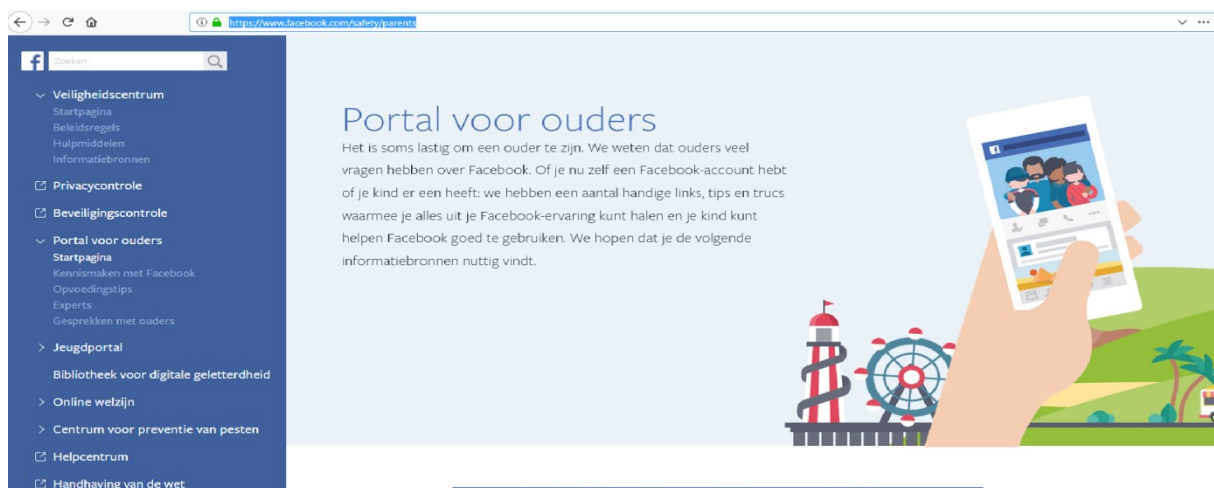 https://www.facebook.com/safety/parents
f
Zoeken
Veiligheidscentrum
Startpagina
Beleidsregels
Hulpmiddelen
Informatiebronnen
Privacycontrole
Beveiligingscontrole
Portal voor ouders
Startpagina
Kennismaken met Facebook
Opvoedingstips
Experts
Gesprekken met ouders
Jeugdportal
Bibliotheek voor digitale geletterdheid
Online welzijn
Centrum voor preventie van pesten
Helpcentrum
Handhaving van de wet
Portal voor ouders
Het is soms lastig om een ouder te zijn. We weten dat ouders veel
vragen hebben over Facebook. Of je nu zelf een Facebook-account hebt
of je kind er een heeft: we hebben een aantal handige links, tips en trucs
waarmee je alles uit je Facebook-ervaring kunt halen en je kind kunt
helpen Facebook goed te gebruiken. We hopen dat je de volgende
informatiebronnen nuttig vindt.
f